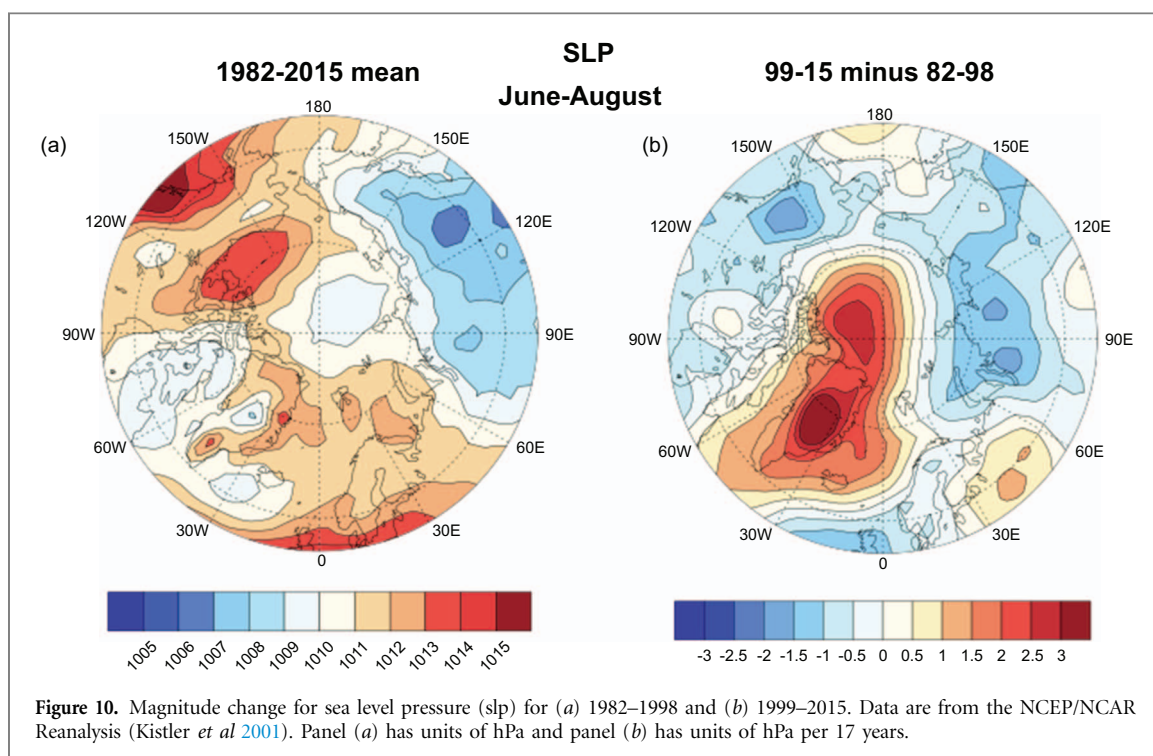 SLP
1982-2015 mean
99-15 minus 82-98
June-August
(a)
180
150W
150E
120W
120E
90W
90E
60W
60E
30W
30E
0
1005
1006
1007
1008
1009
1010
1011
1012
1013
1014
1015
(b)
180
150W
150E
120W
120E
90W
90E
60W
60E
30W
30E
0
-3
-2.5
-2
-1.5
-1
-0.5
0
0.5
1
1.5
2
2.5
3
Figure 10. Magnitude change for sea level pressure (slp) for (a) 1982–1998 and (b) 1999–2015. Data are from the NCEP/NCAR
Reanalysis (Kistler et al 2001). Panel (a) has units of hPa and panel (b) has units of hPa per 17 years.